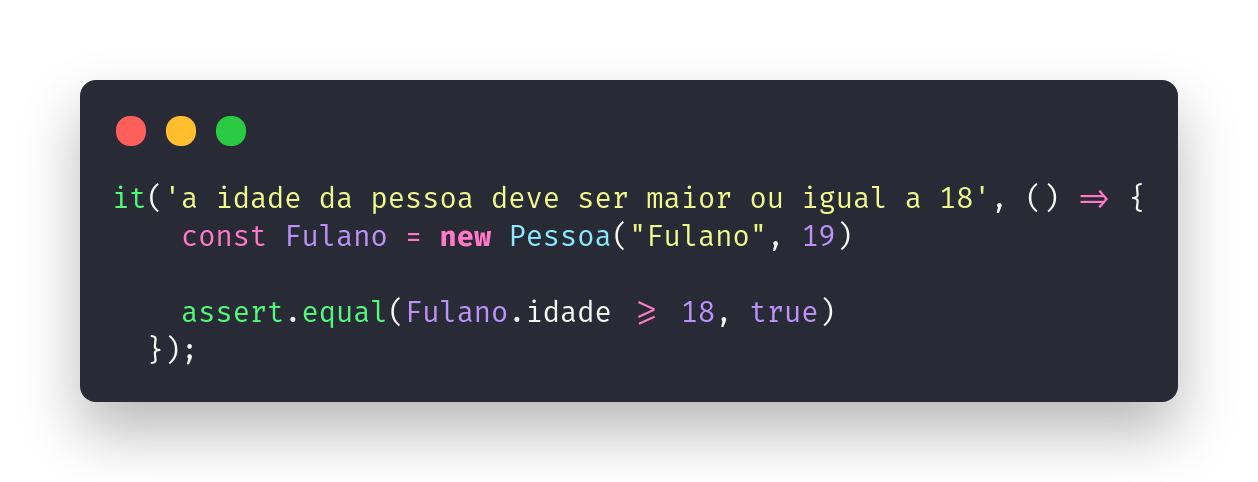 it('a idade da pessoa deve ser maior ou igual a 18', () => {
const Fulano = new Pessoa("Fulano", 19)
assert.equal(Fulano.idade >= 18, true)
});